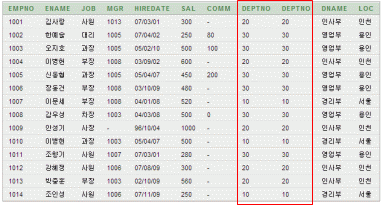 EMPNO ENAME JOB MGR HIREDATE SAL COMM DEPTNO DEPTNO DNAME LOC
1001 김사랑 사원 1013 07/03/01 300 - 20 20 인사부 인천
1002 한예슬 대리 1005 07/04/02 250 80 30 30 영업부 용인
1003 오지호 과장 1005 05/02/10 500 100 30 30 영업부 용인
1004 이병헌 부장 1008 03/09/02 600 - 20 20 인사부 인천
1005 신동협 과장 1005 05/04/07 450 200 30 30 영업부 용인
1006 장동건 부장 1008 03/10/09 480 - 30 30 영업부 용인
1007 이문세 부장 1008 04/01/08 520 - 10 10 경리부 서울
1008 감우성 차장 1003 04/03/08 500 0 30 30 영업부 용인
1009 안성기 사장 - 96/10/04 1000 - 20 20 인사부 인천
1010 이병헌 과장 1003 05/04/07 500 - 10 10 경리부 서울
1011 조향기 사원 1007 07/03/01 280 - 30 30 영업부 용인
1012 강혜정 사원 1006 07/08/09 300 - 20 20 인사부 인천
1013 박중훈 부장 1003 02/10/09 560 - 20 20 인사부 인천
1014 조인성 사원 1006 07/11/09 250 - 10 10 경리부 서울